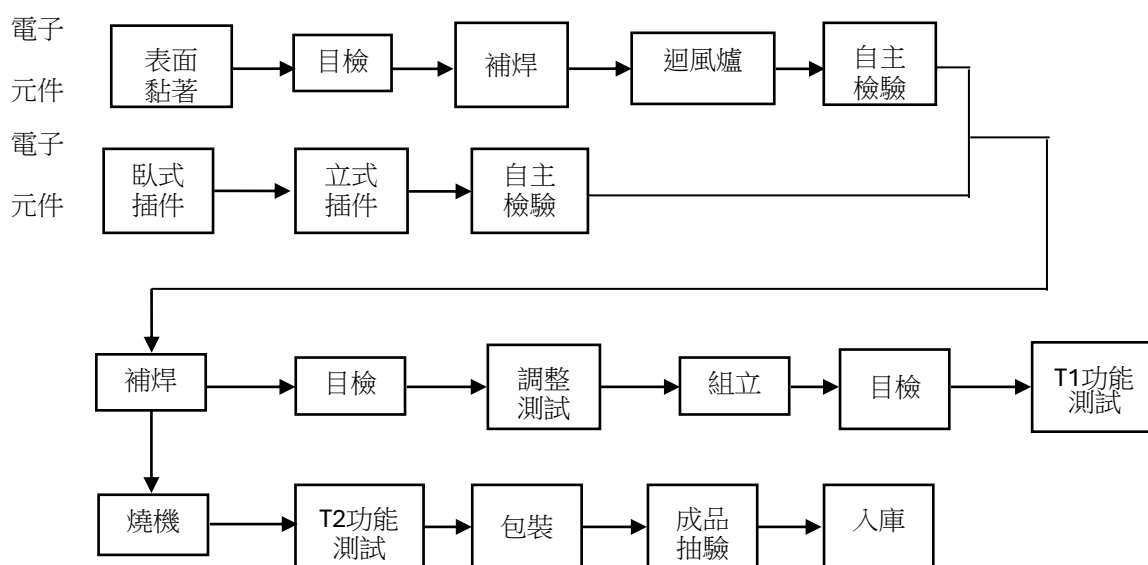 電子
元件
表面
黏著
目檢
補焊
迴風爐
自主
檢驗
電子
元件
臥式
插件
立式
插件
自主
檢驗
補焊
目檢
調整
測試
組立
目檢
T1功能
測試
燒機
T2功能
測試
包裝
成品
抽驗
入庫